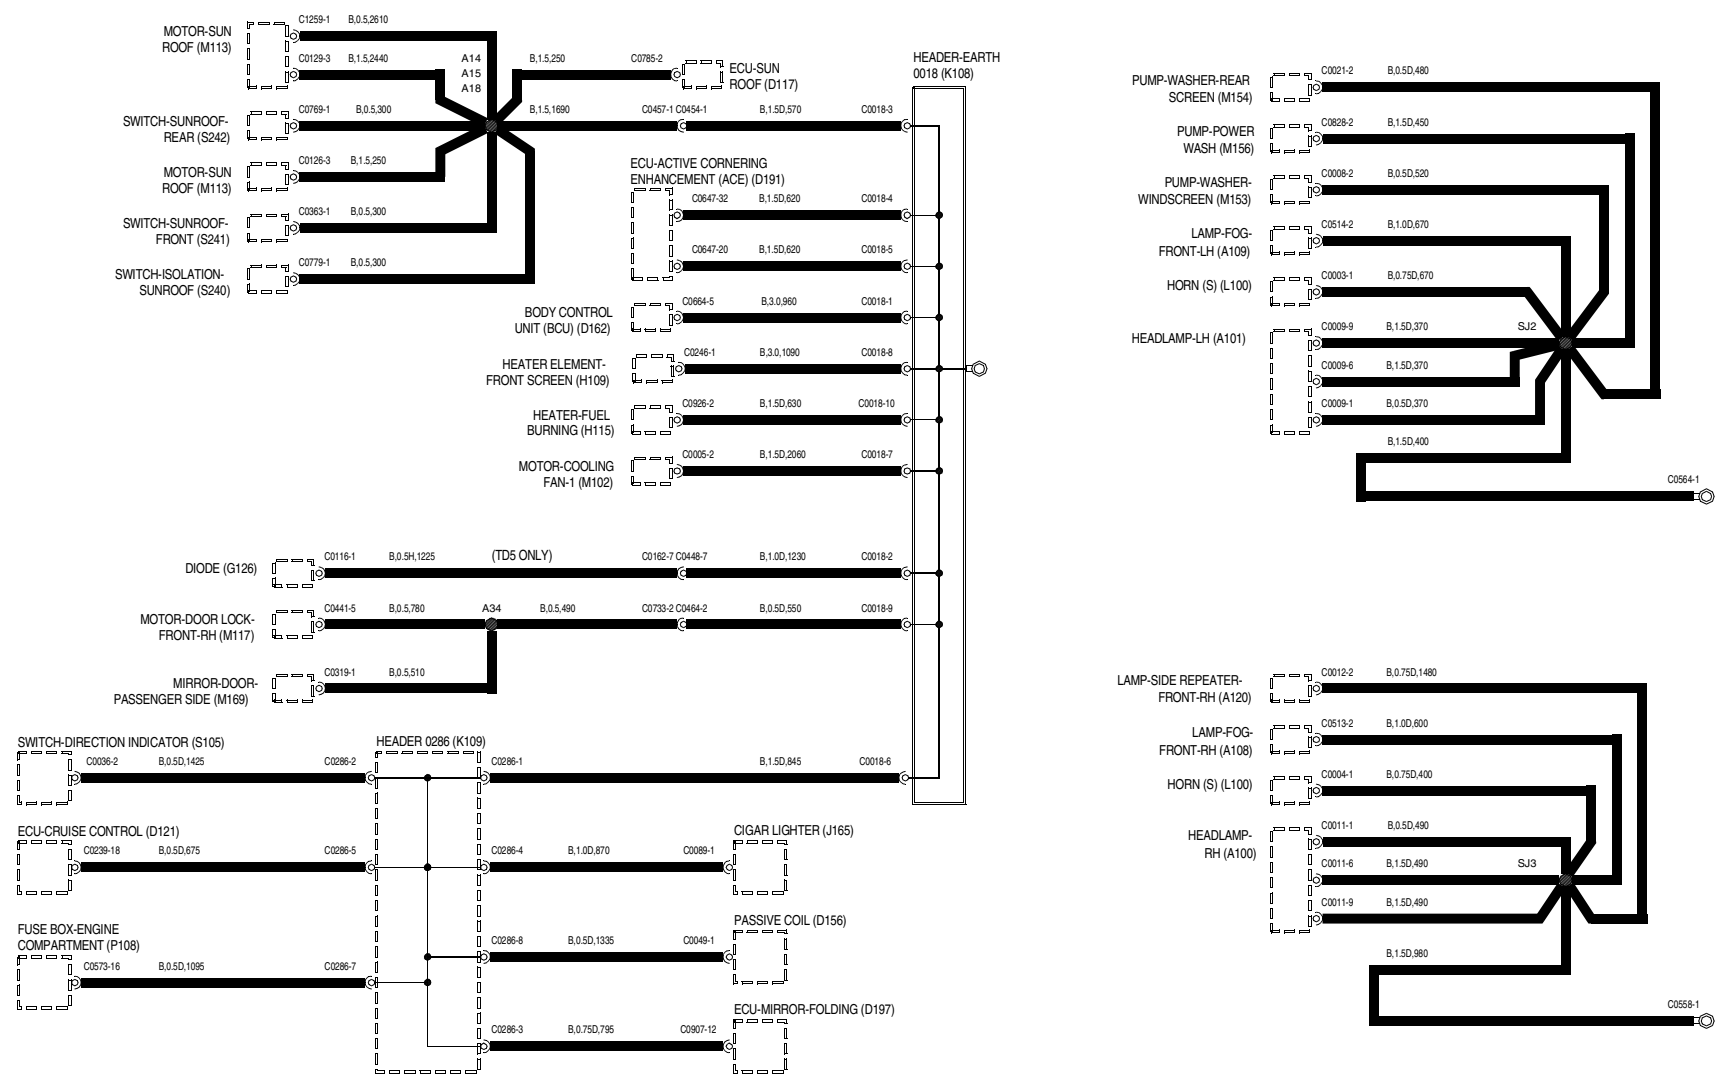 MOTOR-SUN
ROOF (M113)
C1259-1 B,0.5,2610
C0129-3 B,1.5,2440
A14
A15
A18
B,1.5,250 C0785-2
ECU-SUN
ROOF (D117)
SWITCH-SUNROOF-
REAR (S242)
C0769-1 B,0.5,300
B,1.5,1690 C0457-1 C0454-1 B,1.5D,570 C0018-3
HEADER-EARTH
0018 (K108)
MOTOR-SUN
ROOF (M113)
C0126-3 B,1.5,250
SWITCH-SUNROOF-
FRONT (S241)
C0363-1 B,0.5,300
SWITCH-ISOLATION-
SUNROOF (S240)
C0779-1 B,0.5,300
ECU-ACTIVE CORNERING
ENHANCEMENT (ACE) (D191)
C0647-32 B,1.5D,620 C0018-4
C0647-20 B,1.5D,620 C0018-5
BODY CONTROL
UNIT (BCU) (D162)
C0664-5 B,3.0,960 C0018-1
HEATER ELEMENT-
FRONT SCREEN (H109)
C0246-1 B,3.0,1090 C0018-8
HEATER-FUEL
BURNING (H115)
C0926-2 B,1.5D,630 C0018-10
MOTOR-COOLING
FAN-1 (M102)
C0005-2 B,1.5D,2060 C0018-7
DIODE (G126)
C0116-1 B,0.5H,1225 (TD5 ONLY) C0162-7 C0448-7 B,1.0D,1230 C0018-2
MOTOR-DOOR LOCK-
FRONT-RH (M117)
C0441-5 B,0.5,780 A34 B,0.5,490 C0733-2 C0464-2 B,0.5D,550 C0018-9
MIRROR-DOOR-
PASSENGER SIDE (M169)
C0319-1 B,0.5,510
SWITCH-DIRECTION INDICATOR (S105)
C0036-2 B,0.5D,1425 C0286-2
HEADER 0286 (K109)
C0286-1 B,1.5D,845 C0018-6
ECU-CRUISE CONTROL (D121)
C0239-18 B,0.5D,675 C0286-5
C0286-4 B,1.0D,870 C0089-1
CIGAR LIGHTER (J165)
FUSE BOX-ENGINE
COMPARTMENT (P108)
C0573-16 B,0.5D,1095 C0286-7
C0286-8 B,0.5D,1335 C0049-1
PASSIVE COIL (D156)
C0286-3 B,0.75D,795 C0907-12
ECU-MIRROR-FOLDING (D197)
PUMP-WASHER-REAR
SCREEN (M154)
C0021-2 B,0.5D,480
PUMP-POWER
WASH (M156)
C0828-2 B,1.5D,450
PUMP-WASHER-
WINDSCREEN (M153)
C0008-2 B,0.5D,520
LAMP-FOG-
FRONT-LH (A109)
C0514-2 B,1.0D,670
HORN (S) (L100)
C0003-1 B,0.75D,670
HEADLAMP-LH (A101)
C0009-9 B,1.5D,370 SJ2
C0009-6 B,1.5D,370
C0009-1 B,0.5D,370
B,1.5D,400
C0564-1
LAMP-SIDE REPEATER-
FRONT-RH (A120)
C0012-2 B,0.75D,1480
LAMP-FOG-
FRONT-RH (A108)
C0513-2 B,1.0D,600
HORN (S) (L100)
C0004-1 B,0.75D,400
HEADLAMP-
RH (A100)
C0011-1 B,0.5D,490
C0011-6 B,1.5D,490 SJ3
C0011-9 B,1.5D,490
B,1.5D,980
C0558-1